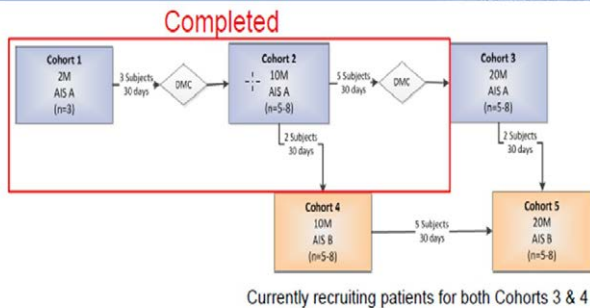 Completed
Cohort 1
2M
AIS A
(n=3)
3 Subjects
30 days
DMC
Cohort 2
10M
AIS A
(n=5-8)
5 Subjects
30 days
DMC
Cohort 3
20M
AIS A
(n=5-8)
2 Subjects
30 days
2 Subjects
30 days
Cohort 4
10M
AIS B
(n=5-8)
5 Subjects
30 days
Cohort 5
20M
AIS B
(n=5-8)
Currently recruiting patients for both Cohorts 3 & 4